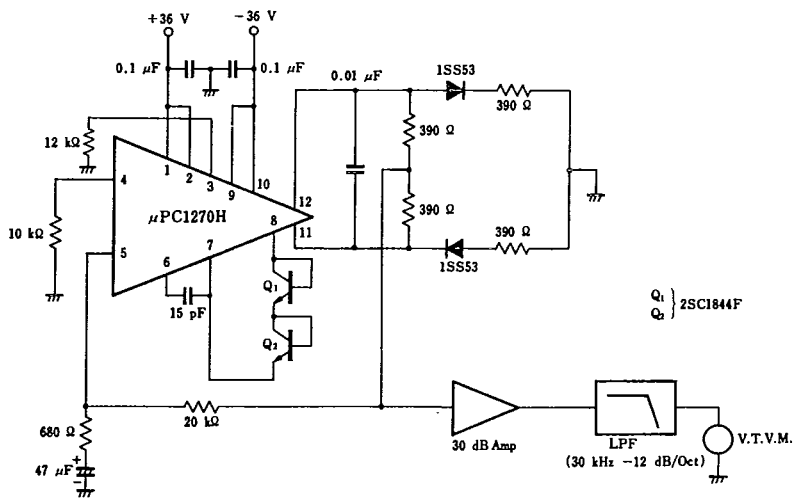 +36 V
−36 V
0.1 μF
0.1 μF
0.01 μF
1SS53
390 Ω
12 kΩ
390 Ω
1
2
3
9
10
4
12
μPC1270H
390 Ω
10 kΩ
11
8
390 Ω
5
7
6
1SS53
Q₁
15 pF
Q₁
Q₂
2SC1844F
Q₂
20 kΩ
680 Ω
30 dB Amp
LPF
V.T.V.M.
47 μF
+
−
(30 kHz −12 dB/Oct)